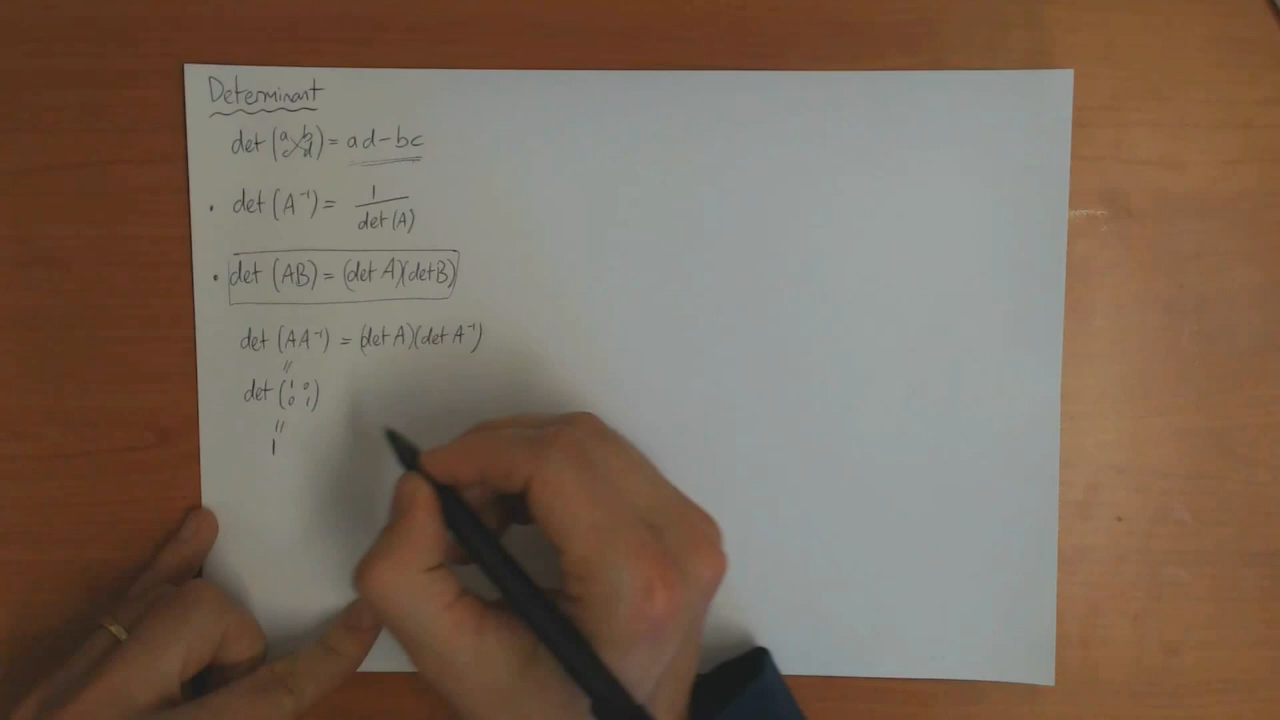 Determinant
det (a b c d) = ad-bc
• det (A⁻¹) = 1/det(A)
• det (AB) = (det A)(det B)
det (AA⁻¹) = (det A)(det A⁻¹)
"
det (1 0 0 1)
"
1